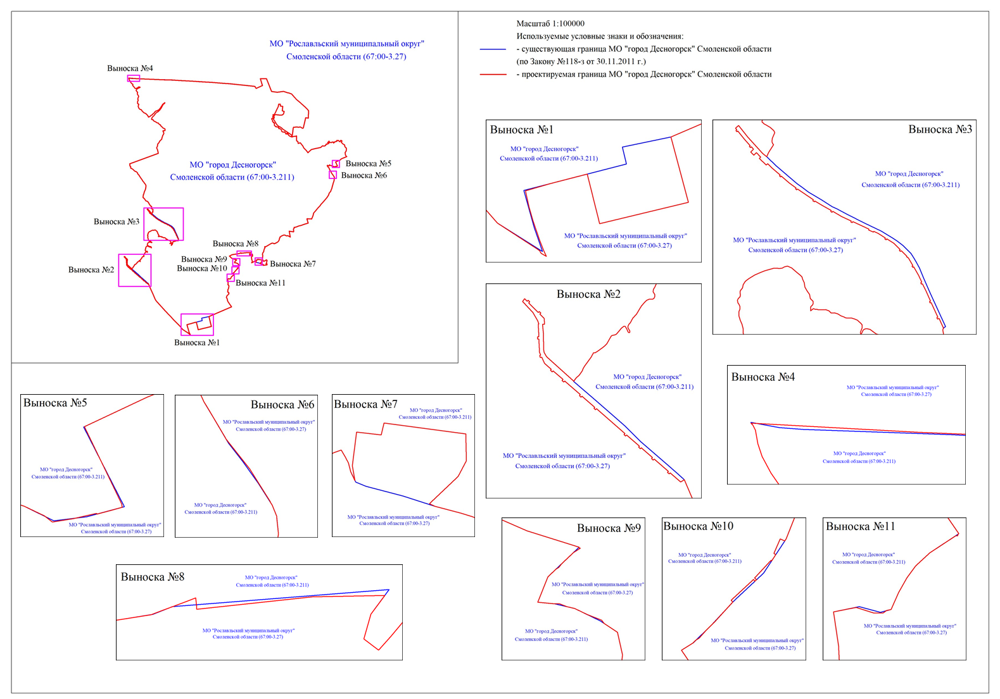 МО "Рославльский муниципальный округ"
Смоленской области (67:00-3.27)
Выноска №4
МО "город Десногорск"
Смоленской области (67:00-3.211)
Выноска №5
Выноска №6
Выноска №3
Выноска №8
Выноска №9
Выноска №10
Выноска №7
Выноска №2
Выноска №11
Выноска №1
Масштаб 1:100000
Используемые условные знаки и обозначения:
- существующая граница МО "город Десногорск" Смоленской области
(по Закону №118-з от 30.11.2011 г.)
- проектируемая граница МО "город Десногорск" Смоленской области
Выноска №1
МО "город Десногорск"
Смоленской области (67:00-3.211)
МО "Рославльский муниципальный округ"
Смоленской области (67:00-3.27)
Выноска №3
МО "город Десногорск"
Смоленской области (67:00-3.211)
МО "Рославльский муниципальный округ"
Смоленской области (67:00-3.27)
Выноска №2
МО "город Десногорск"
Смоленской области (67:00-3.211)
МО "Рославльский муниципальный округ"
Смоленской области (67:00-3.27)
Выноска №4
МО "Рославльский муниципальный округ"
Смоленской области (67:00-3.27)
МО "город Десногорск"
Смоленской области (67:00-3.211)
Выноска №5
МО "город Десногорск"
Смоленской области (67:00-3.211)
МО "Рославльский муниципальный округ"
Смоленской области (67:00-3.27)
Выноска №6
МО "Рославльский муниципальный округ"
Смоленской области (67:00-3.27)
МО "город Десногорск"
Смоленской области (67:00-3.211)
Выноска №7
МО "город Десногорск"
Смоленской области (67:00-3.211)
МО "Рославльский муниципальный округ"
Смоленской области (67:00-3.27)
Выноска №8
МО "город Десногорск"
Смоленской области (67:00-3.211)
МО "Рославльский муниципальный округ"
Смоленской области (67:00-3.27)
Выноска №9
МО "Рославльский муниципальный округ"
Смоленской области (67:00-3.27)
МО "город Десногорск"
Смоленской области (67:00-3.211)
Выноска №10
МО "город Десногорск"
Смоленской области (67:00-3.211)
МО "Рославльский муниципальный округ"
Смоленской области (67:00-3.27)
Выноска №11
МО "город Десногорск"
Смоленской области (67:00-3.211)
МО "Рославльский муниципальный округ"
Смоленской области (67:00-3.27)